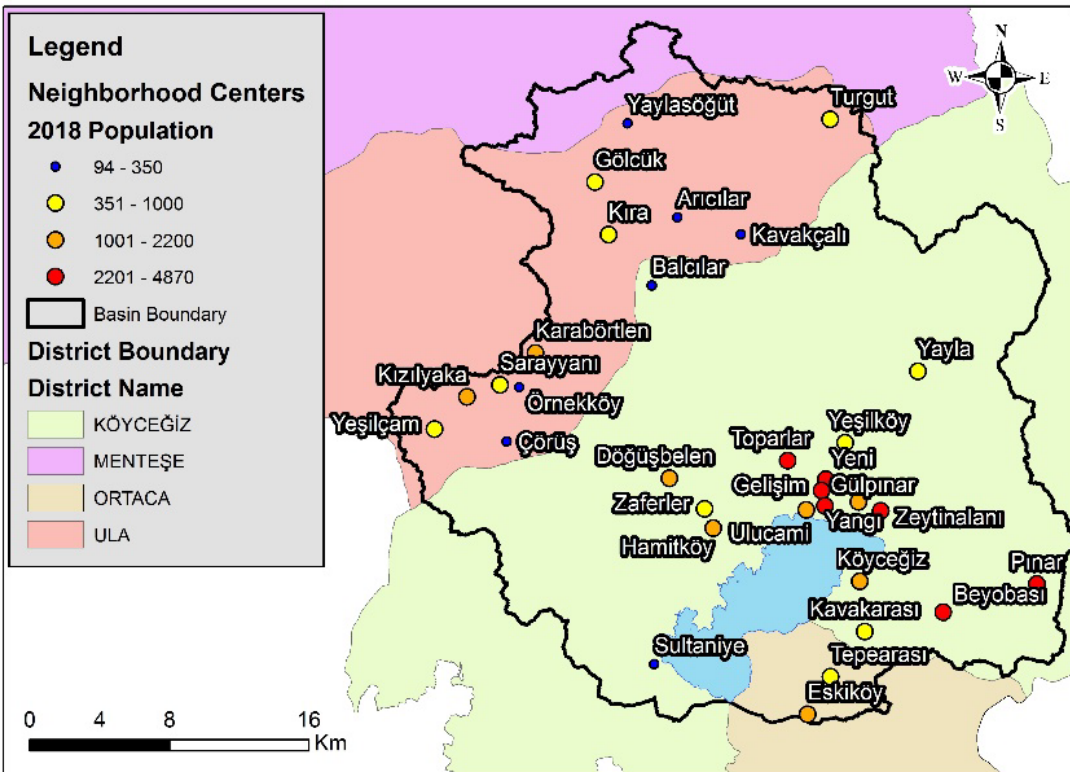 Legend
Neighborhood Centers
2018 Population
94 - 350
351 - 1000
1001 - 2200
2201 - 4870
Basin Boundary
District Boundary
District Name
KÖYCEĞİZ
MENTEŞE
ORTACA
ULA
N
W E
S
Yaylasöğüt
Turgut
Gölcük
Arıcılar
Kıra
Kavakçalı
Balcılar
Karabörtlen
Sarayyanı
Kızılyaka
Örnekköy
Yeşilçam
Çörüş
Yayla
Yeşilköy
Toparlar
Yeni
Döğüşbelen
Gelişim
Gülpınar
Zaferler
Yangı
Zeytinalanı
Ulucami
Hamitköy
Köyceğiz
Pınar
Beyobası
Kavakarası
Sultaniye
Tepearası
Eskiköy
0 4 8 16
Km